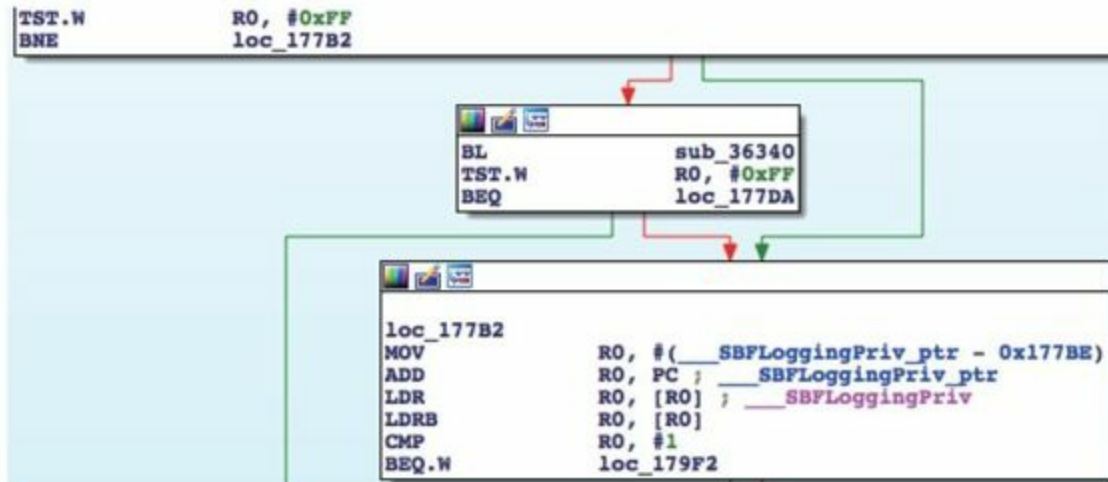 TST.W R0, #0xFF
BNE loc_177B2
BL sub_36340
TST.W R0, #0xFF
BEQ loc_177DA
loc_177B2
MOV R0, #(___SBFLoggingPriv_ptr - 0x177BE)
ADD R0, PC ; ___SBFLoggingPriv_ptr
LDR R0, [R0] ; ___SBFLoggingPriv
LDRB R0, [R0]
CMP R0, #1
BEQ.W loc_179F2